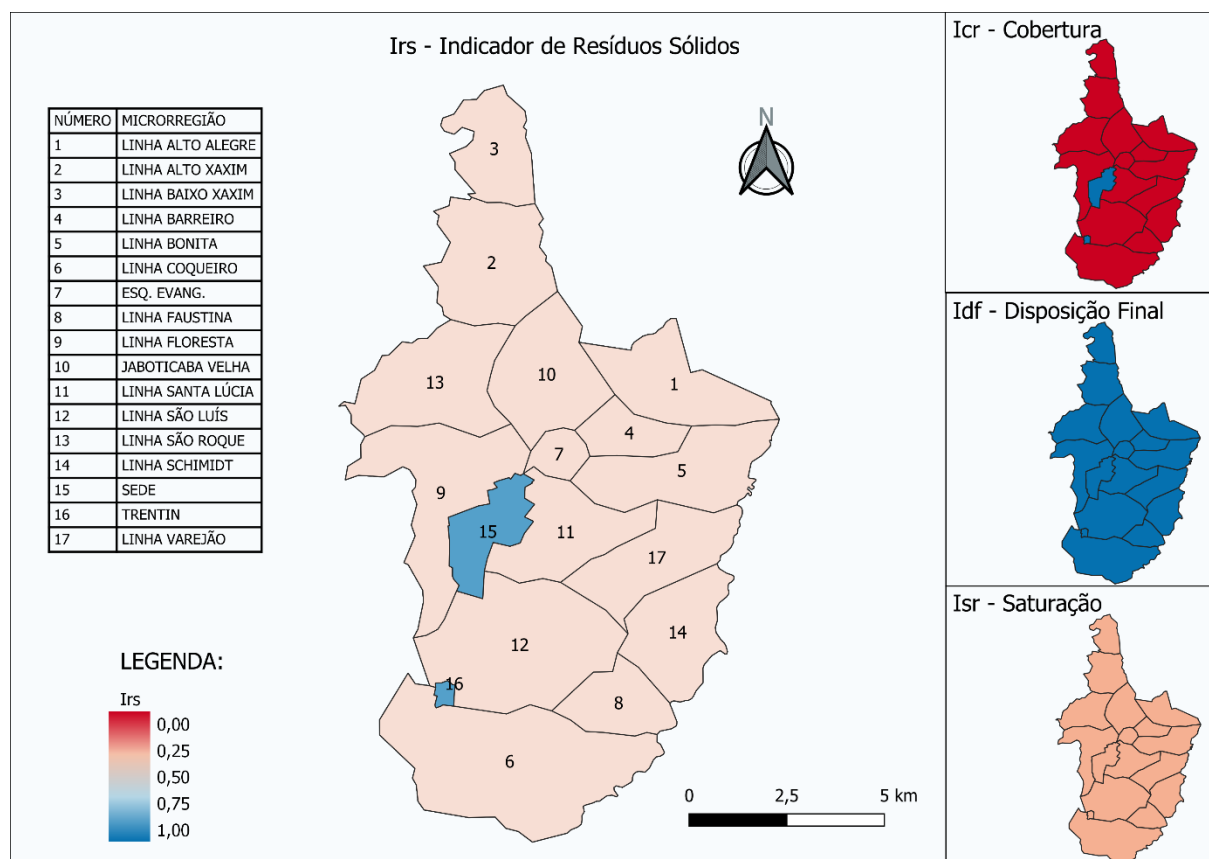 Irs - Indicador de Resíduos Sólidos
NÚMERO MICRORREGIÃO
1 LINHA ALTO ALEGRE
2 LINHA ALTO XAXIM
3 LINHA BAIXO XAXIM
4 LINHA BARREIRO
5 LINHA BONITA
6 LINHA COQUEIRO
7 ESQ. EVANG.
8 LINHA FAUSTINA
9 LINHA FLORESTA
10 JABOTICABA VELHA
11 LINHA SANTA LÚCIA
12 LINHA SÃO LUÍS
13 LINHA SÃO ROQUE
14 LINHA SCHIMIDT
15 SEDE
16 TRENTIN
17 LINHA VAREJÃO
N
3
2
13
10
1
4
7
5
9
15
11
17
12
14
16
8
6
LEGENDA:
Irs
0,00
0,25
0,50
0,75
1,00
0 2,5 5 km
Icr - Cobertura
Idf - Disposição Final
Isr - Saturação